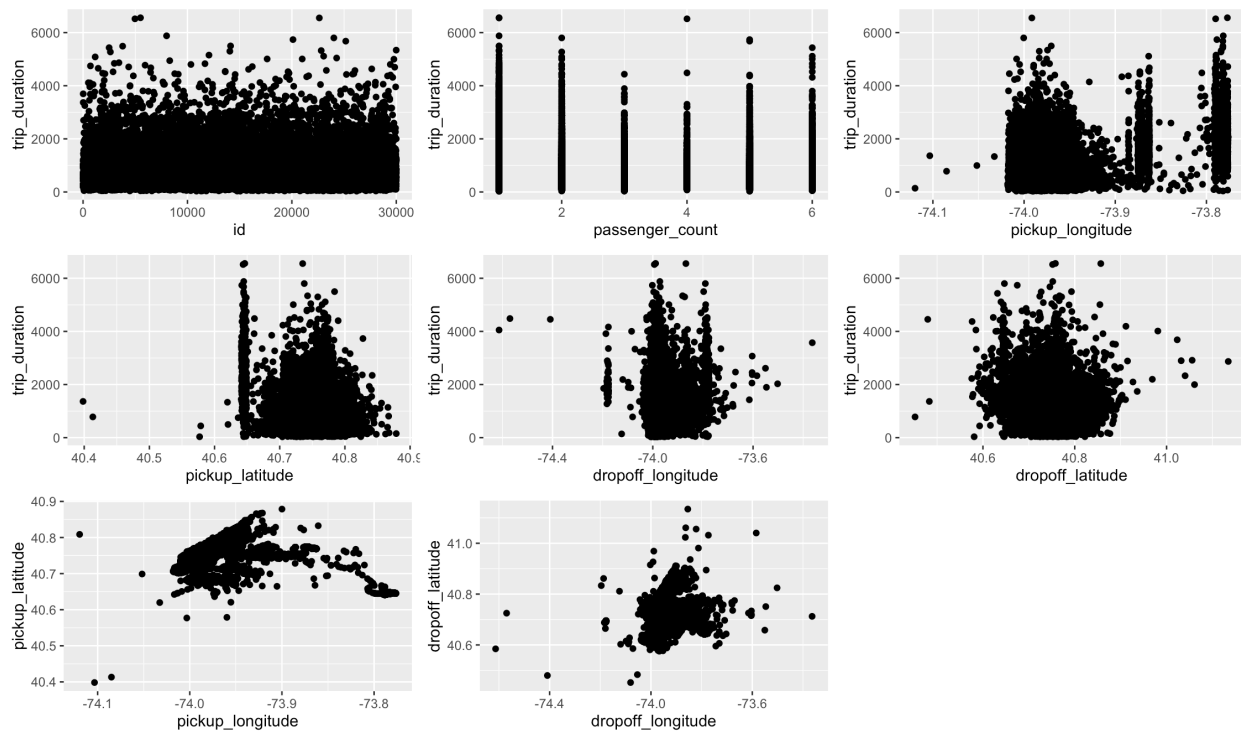 6000
4000
2000
0
trip_duration
0 10000 20000 30000
id
6000
4000
2000
0
trip_duration
2 4 6
passenger_count
6000
4000
2000
0
trip_duration
-74.1 -74.0 -73.9 -73.8
pickup_longitude
6000
4000
2000
0
trip_duration
40.4 40.5 40.6 40.7 40.8 40.9
pickup_latitude
6000
4000
2000
0
trip_duration
-74.4 -74.0 -73.6
dropoff_longitude
6000
4000
2000
0
trip_duration
40.6 40.8 41.0
dropoff_latitude
40.9
40.8
40.7
40.6
40.5
40.4
pickup_latitude
-74.1 -74.0 -73.9 -73.8
pickup_longitude
41.0
40.8
40.6
dropoff_latitude
-74.4 -74.0 -73.6
dropoff_longitude